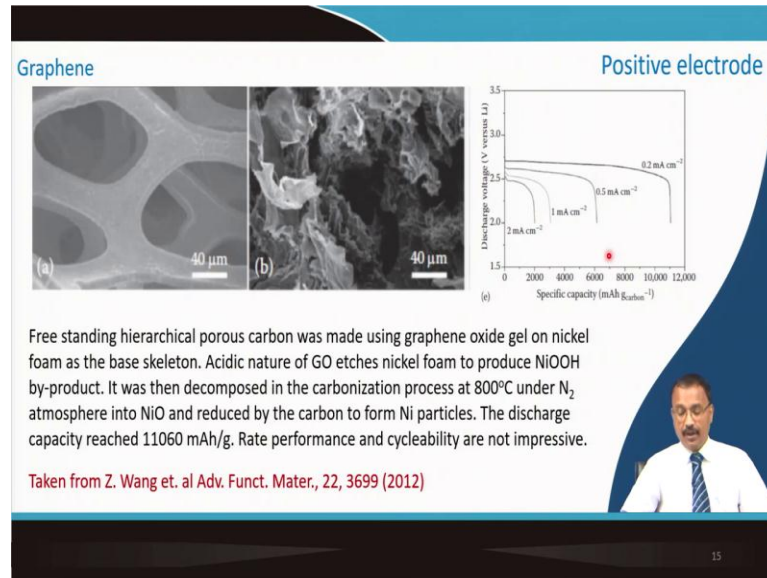 Graphene
Positive electrode
(a)
40 μm
(b)
40 μm
Discharge voltage (V versus Li)
3.5
3.0
2.5
2.0
1.5
0.2 mA cm⁻²
0.5 mA cm⁻²
1 mA cm⁻²
2 mA cm⁻²
0 2000 4000 6000 8000 10,000 12,000
(e)
Specific capacity (mAh g_carbon⁻¹)
Free standing hierarchical porous carbon was made using graphene oxide gel on nickel
foam as the base skeleton. Acidic nature of GO etches nickel foam to produce NiOOH
by-product. It was then decomposed in the carbonization process at 800°C under N₂
atmosphere into NiO and reduced by the carbon to form Ni particles. The discharge
capacity reached 11060 mAh/g. Rate performance and cycleability are not impressive.
Taken from Z. Wang et. al Adv. Funct. Mater., 22, 3699 (2012)
15